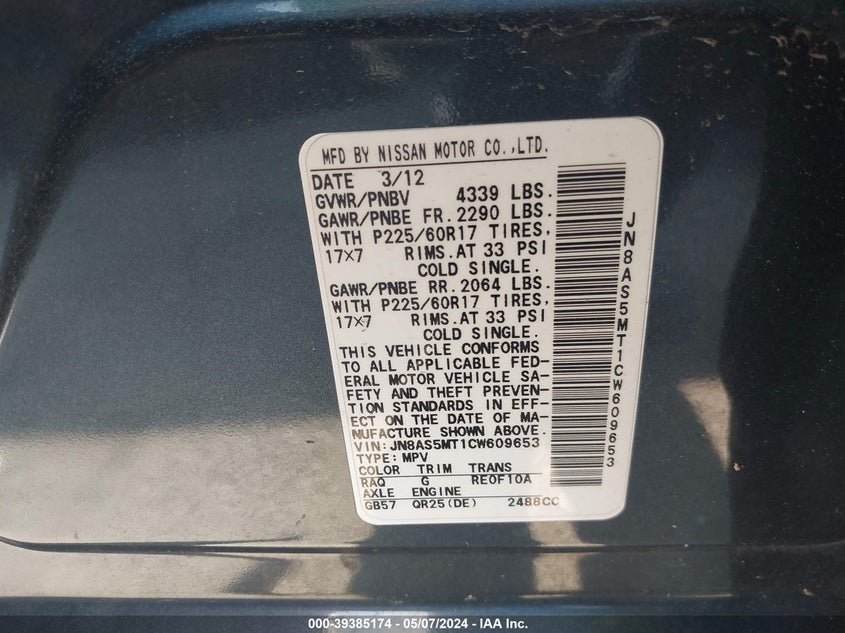 MFD BY NISSAN MOTOR CO.,LTD.
DATE 3/12
GVWR/PNBV 4339 LBS.
GAWR/PNBE FR. 2290 LBS.
WITH P225/60R17 TIRES,
17x7 RIMS. AT 33 PSI
COLD SINGLE.
GAWR/PNBE RR. 2064 LBS.
WITH P225/60R17 TIRES,
17x7 RIMS. AT 33 PSI
COLD SINGLE.
THIS VEHICLE CONFORMS
TO ALL APPLICABLE FED-
ERAL MOTOR VEHICLE SA-
FETY AND THEFT PREVEN-
TION STANDARDS IN EFF-
ECT ON THE DATE OF MA-
NUFACTURE SHOWN ABOVE.
VIN: JN8AS5MT1CW609653
TYPE: MPV
COLOR TRIM TRANS
RAQ G RE0F10A
AXLE ENGINE
GB57 QR25(DE) 2488CC
JN8AS5MT1CW609653
000-39385174 — 05/07/2024 — IAA Inc.